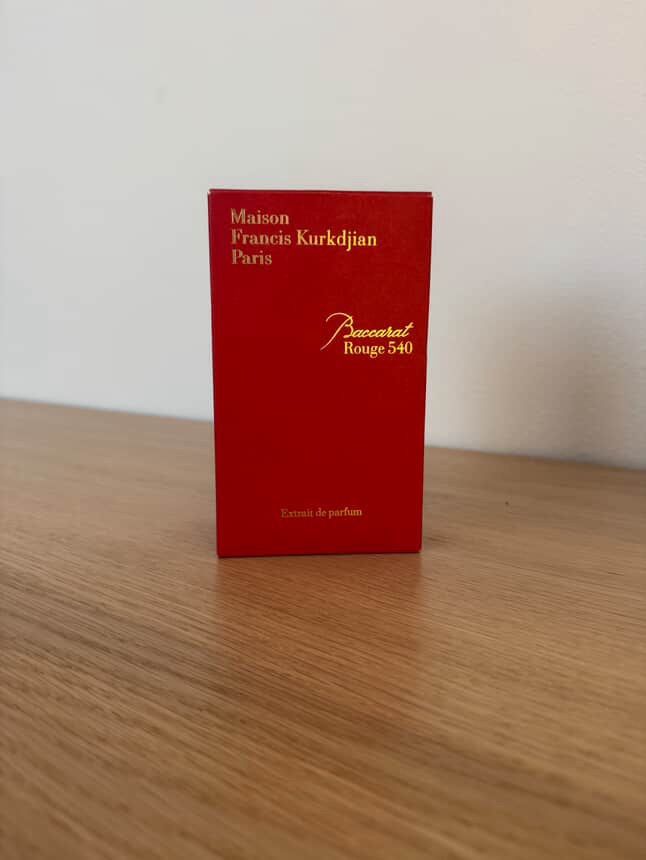 Maison
Francis Kurkdjian
Paris
Baccarat
Rouge 540
Extrait de parfum